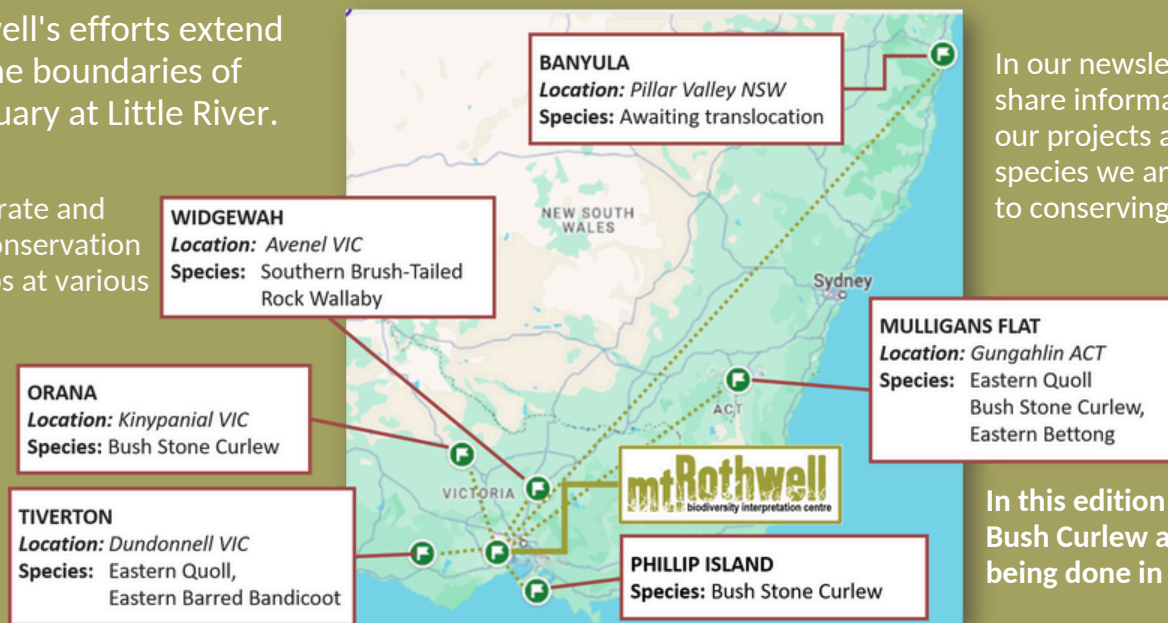 well's efforts extend
he boundaries of
uary at Little River.
rate and
onservation
s at various
BANYULA
Location: Pillar Valley NSW
Species: Awaiting translocation
WIDGEWAH
Location: Avenel VIC
Species: Southern Brush-Tailed
Rock Wallaby
ORANA
Location: Kinypanial VIC
Species: Bush Stone Curlew
TIVERTON
Location: Dundonnell VIC
Species: Eastern Quoll,
Eastern Barred Bandicoot
NEW SOUTH
WALES
Sydney
ACT
VICTORIA
mtRothwell
biodiversity interpretation centre
MULLIGANS FLAT
Location: Gungahlin ACT
Species: Eastern Quoll
Bush Stone Curlew,
Eastern Bettong
PHILLIP ISLAND
Species: Bush Stone Curlew
In our newsle
share informa
our projects a
species we ar
to conserving
In this edition
Bush Curlew a
being done in